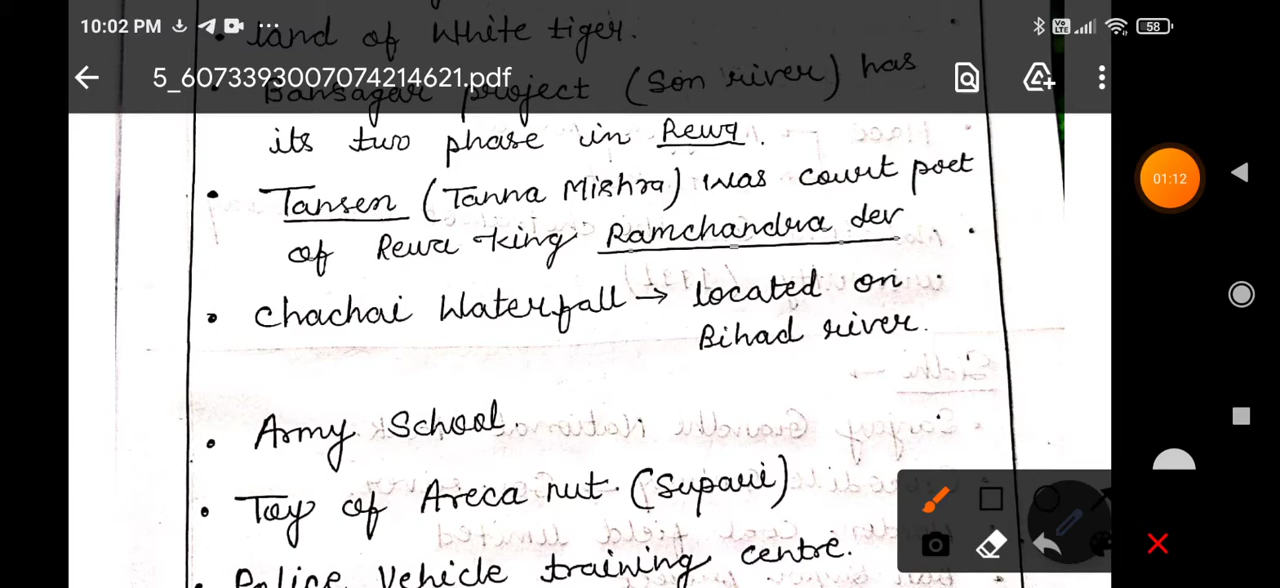 10:02 PM
58
land of White tiger.
5_6073393007074214621.pdf
Bansagar project (Son river) has
its two phase in Rewa.
01:12
• Tansen (Tanna Mishra) was court poet
of Rewa king Ramchandra dev
• Chachai Waterfall → located on
Bihad river.
• Army School.
• Toy of Areca nut. (Supari)
• Police Vehicle training centre.